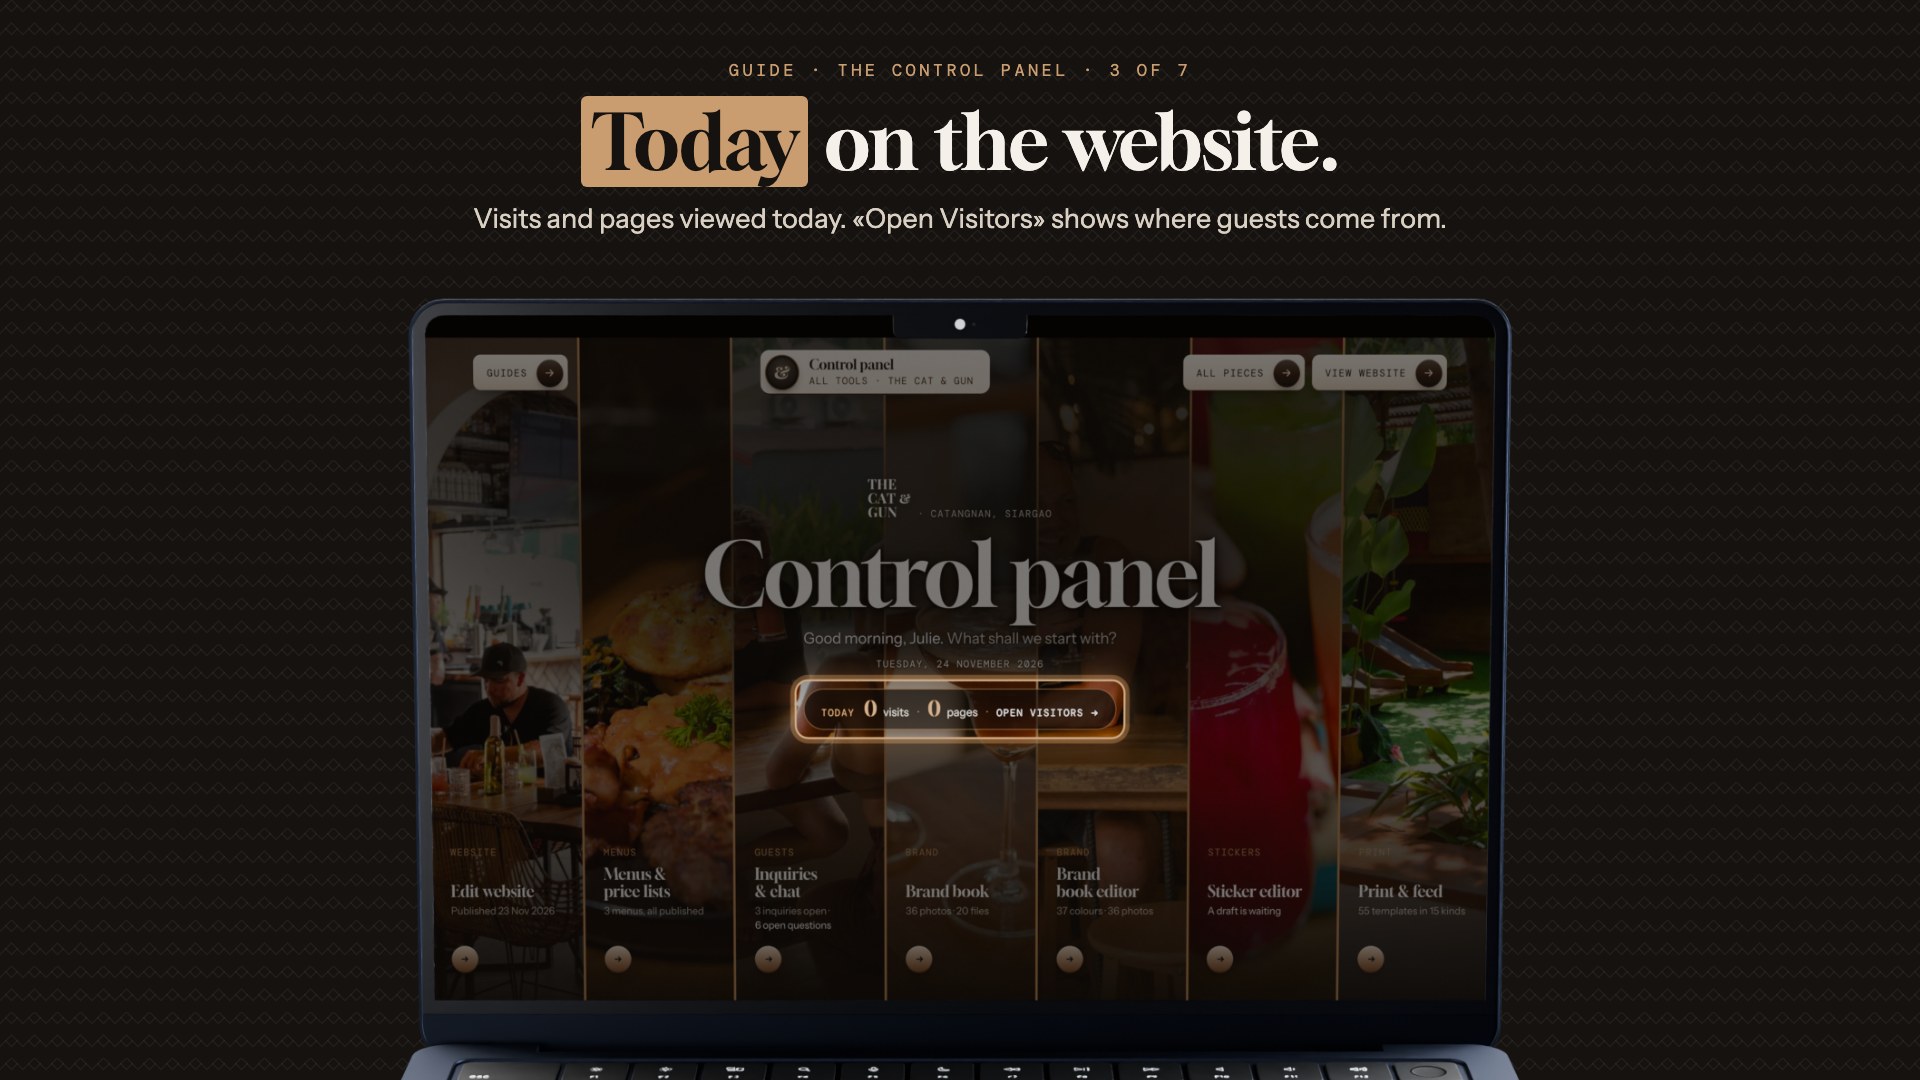 GUIDE · THE CONTROL PANEL · 3 OF 7
Today on the website.
Visits and pages viewed today. «Open Visitors» shows where guests come from.
GUIDES
&
Control panel
ALL TOOLS · THE CAT & GUN
ALL PIECES
VIEW WEBSITE
THE
CAT &
GUN · CATANGNAN, SIARGAO
Control panel
Good morning, Julie. What shall we start with?
TUESDAY, 24 NOVEMBER 2026
TODAY 0 visits · 0 pages · OPEN VISITORS →
WEBSITE
Edit website
Published 23 Nov 2026
MENUS
Menus &
price lists
3 menus, all published
GUESTS
Inquiries
& chat
3 inquiries open ·
6 open questions
BRAND
Brand book
36 photos · 20 files
BRAND
Brand
book editor
37 colours · 36 photos
STICKERS
Sticker editor
A draft is waiting
PRINT
Print & feed
55 templates in 15 kinds